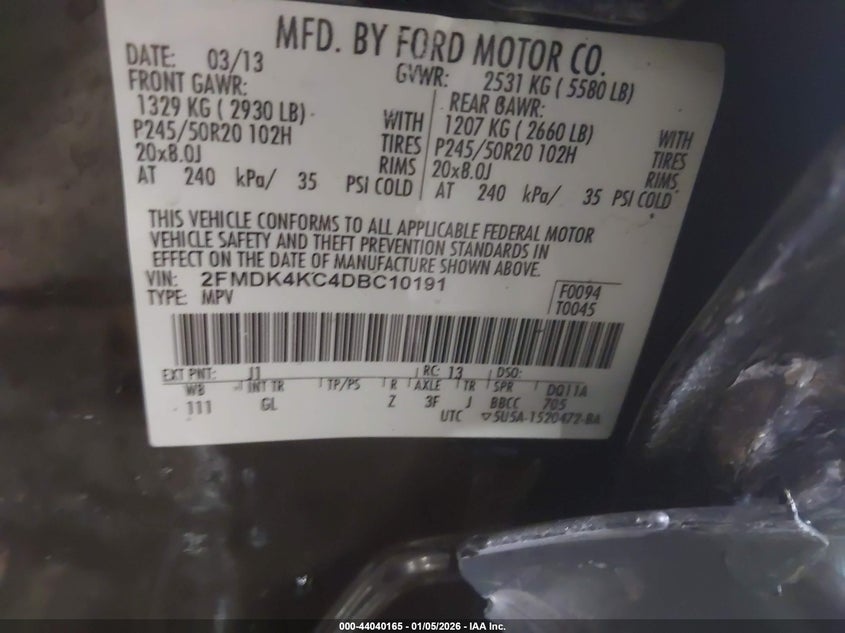 MFD. BY FORD MOTOR CO.
DATE: 03/13
GVWR: 2531 KG ( 5580 LB)
FRONT GAWR:
1329 KG ( 2930 LB)
P245/50R20 102H
20x8.0J
WITH
TIRES
RIMS
AT 240 kPa/ 35 PSI COLD
REAR GAWR:
1207 KG ( 2660 LB)
P245/50R20 102H
20x8.0J
WITH
TIRES
RIMS
AT 240 kPa/ 35 PSI COLD
THIS VEHICLE CONFORMS TO ALL APPLICABLE FEDERAL MOTOR
VEHICLE SAFETY AND THEFT PREVENTION STANDARDS IN
EFFECT ON THE DATE OF MANUFACTURE SHOWN ABOVE.
VIN: 2FMDK4KC4DBC10191
TYPE: MPV
F0094
T0045
EXT PNT: J1 RC: 13 DSO:
WB INT TR TP/PS R AXLE TR SPR DQ11A
111 GL Z 3F J BBCC 705
UTC ▽5U5A-1520472-BA
000-44040165 - 01/05/2026 - IAA Inc.